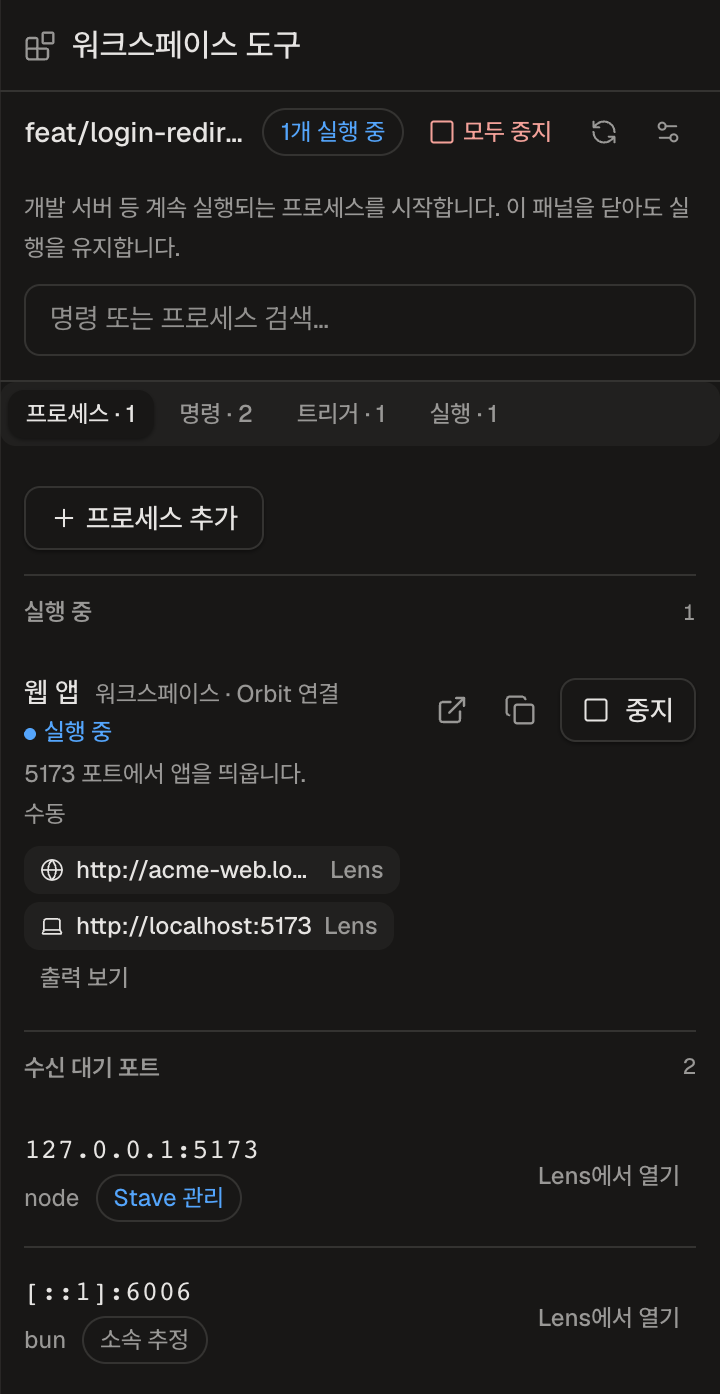 워크스페이스 도구
feat/login-redir...
1개 실행 중
모두 중지
개발 서버 등 계속 실행되는 프로세스를 시작합니다. 이 패널을 닫아도 실
행을 유지합니다.
명령 또는 프로세스 검색...
프로세스 · 1 명령 · 2 트리거 · 1 실행 · 1
+ 프로세스 추가
실행 중 1
웹 앱 워크스페이스 · Orbit 연결
중지
실행 중
5173 포트에서 앱을 띄웁니다.
수동
http://acme-web.lo... Lens
http://localhost:5173 Lens
출력 보기
수신 대기 포트 2
127.0.0.1:5173
node Stave 관리
Lens에서 열기
[::1]:6006
bun 소속 추정
Lens에서 열기